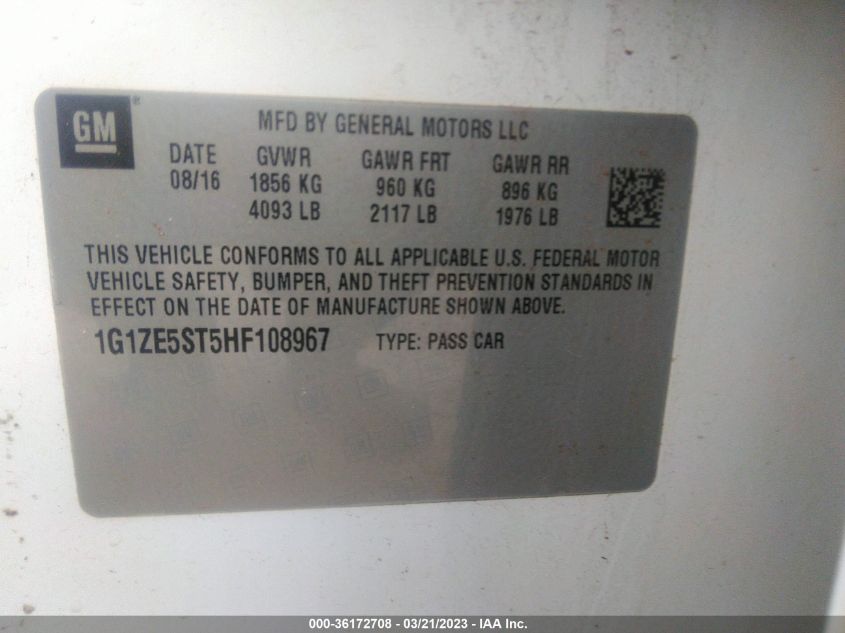 GM ®
MFD BY GENERAL MOTORS LLC
DATE GVWR GAWR FRT GAWR RR
08/16 1856 KG 960 KG 896 KG
4093 LB 2117 LB 1976 LB
THIS VEHICLE CONFORMS TO ALL APPLICABLE U.S. FEDERAL MOTOR
VEHICLE SAFETY, BUMPER, AND THEFT PREVENTION STANDARDS IN
EFFECT ON THE DATE OF MANUFACTURE SHOWN ABOVE.
1G1ZE5ST5HF108967 TYPE: PASS CAR
000-36172708 - 03/21/2023 - IAA Inc.